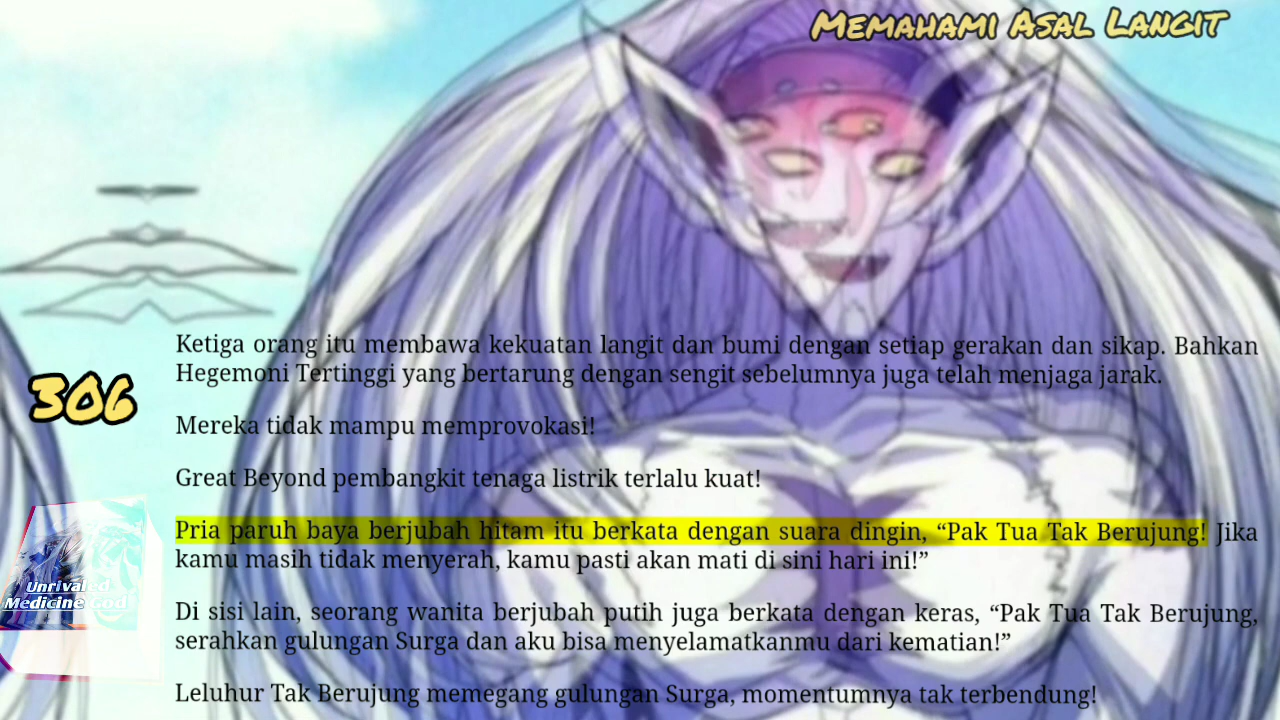 Memahami Asal Langit
Ketiga orang itu membawa kekuatan langit dan bumi dengan setiap gerakan dan sikap. Bahkan
Hegemoni Tertinggi yang bertarung dengan sengit sebelumnya juga telah menjaga jarak.
306
Mereka tidak mampu memprovokasi!
Great Beyond pembangkit tenaga listrik terlalu kuat!
Pria paruh baya berjubah hitam itu berkata dengan suara dingin, “Pak Tua Tak Berujung! Jika
kamu masih tidak menyerah, kamu pasti akan mati di sini hari ini!”
Unrivaled
Medicine God
Di sisi lain, seorang wanita berjubah putih juga berkata dengan keras, “Pak Tua Tak Berujung,
serahkan gulungan Surga dan aku bisa menyelamatkanmu dari kematian!”
Leluhur Tak Berujung memegang gulungan Surga, momentumnya tak terbendung!